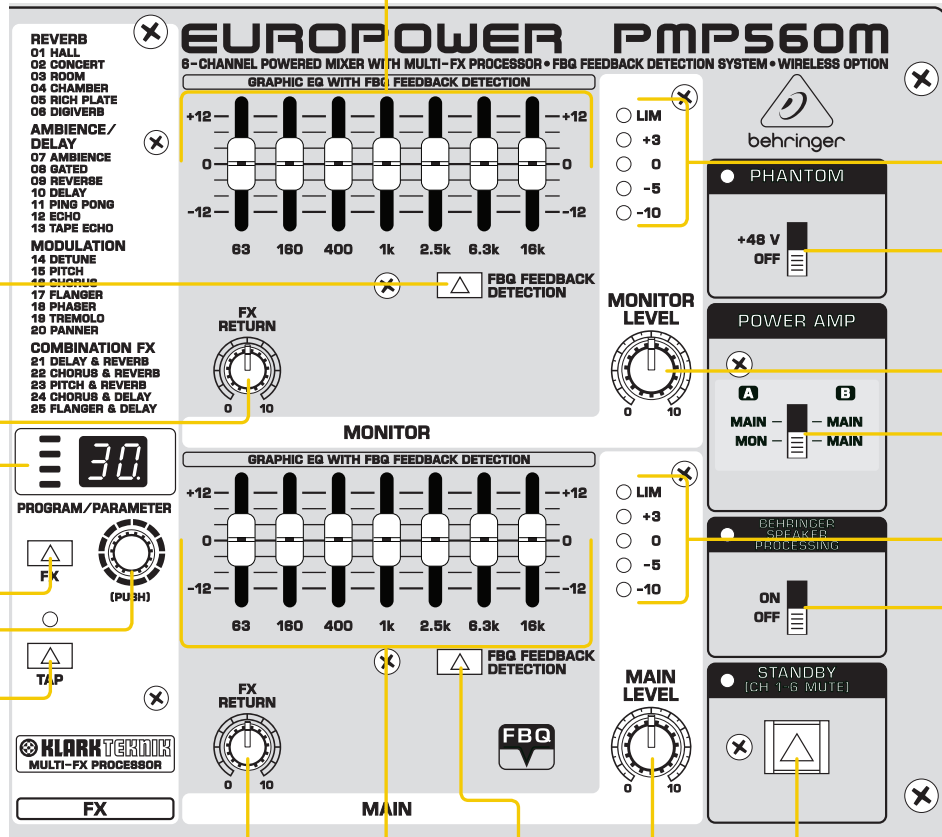 EUROPOWER PMP560M
6-CHANNEL POWERED MIXER WITH MULTI-FX PROCESSOR • FBQ FEEDBACK DETECTION SYSTEM • WIRELESS OPTION
REVERB
01 HALL
02 CONCERT
03 ROOM
04 CHAMBER
05 RICH PLATE
06 DIGIVERB
AMBIENCE/
DELAY
07 AMBIENCE
08 GATED
09 REVERSE
10 DELAY
11 PING PONG
12 ECHO
13 TAPE ECHO
MODULATION
14 DETUNE
15 PITCH
16 CHORUS
17 FLANGER
18 PHASER
19 TREMOLO
20 PANNER
COMBINATION FX
21 DELAY & REVERB
22 CHORUS & REVERB
23 PITCH & REVERB
24 CHORUS & DELAY
25 FLANGER & DELAY
30.
PROGRAM/PARAMETER
FX
(PUSH)
TAP
KLARK TEKNIK
MULTI-FX PROCESSOR
FX
GRAPHIC EQ WITH FBQ FEEDBACK DETECTION
+12 +12
0 0
-12 -12
63 160 400 1k 2.5k 6.3k 16k
FBQ FEEDBACK
DETECTION
FX
RETURN
0 10
MONITOR
LIM
+3
0
-5
-10
MONITOR
LEVEL
0 10
GRAPHIC EQ WITH FBQ FEEDBACK DETECTION
+12 +12
0 0
-12 -12
63 160 400 1k 2.5k 6.3k 16k
FBQ FEEDBACK
DETECTION
FX
RETURN
0 10
FBQ
MAIN
LIM
+3
0
-5
-10
MAIN
LEVEL
0 10
behringer
PHANTOM
+48 V
OFF
POWER AMP
A B
MAIN MAIN
MON MAIN
BEHRINGER
SPEAKER
PROCESSING
ON
OFF
STANDBY
[CH 1-6 MUTE]